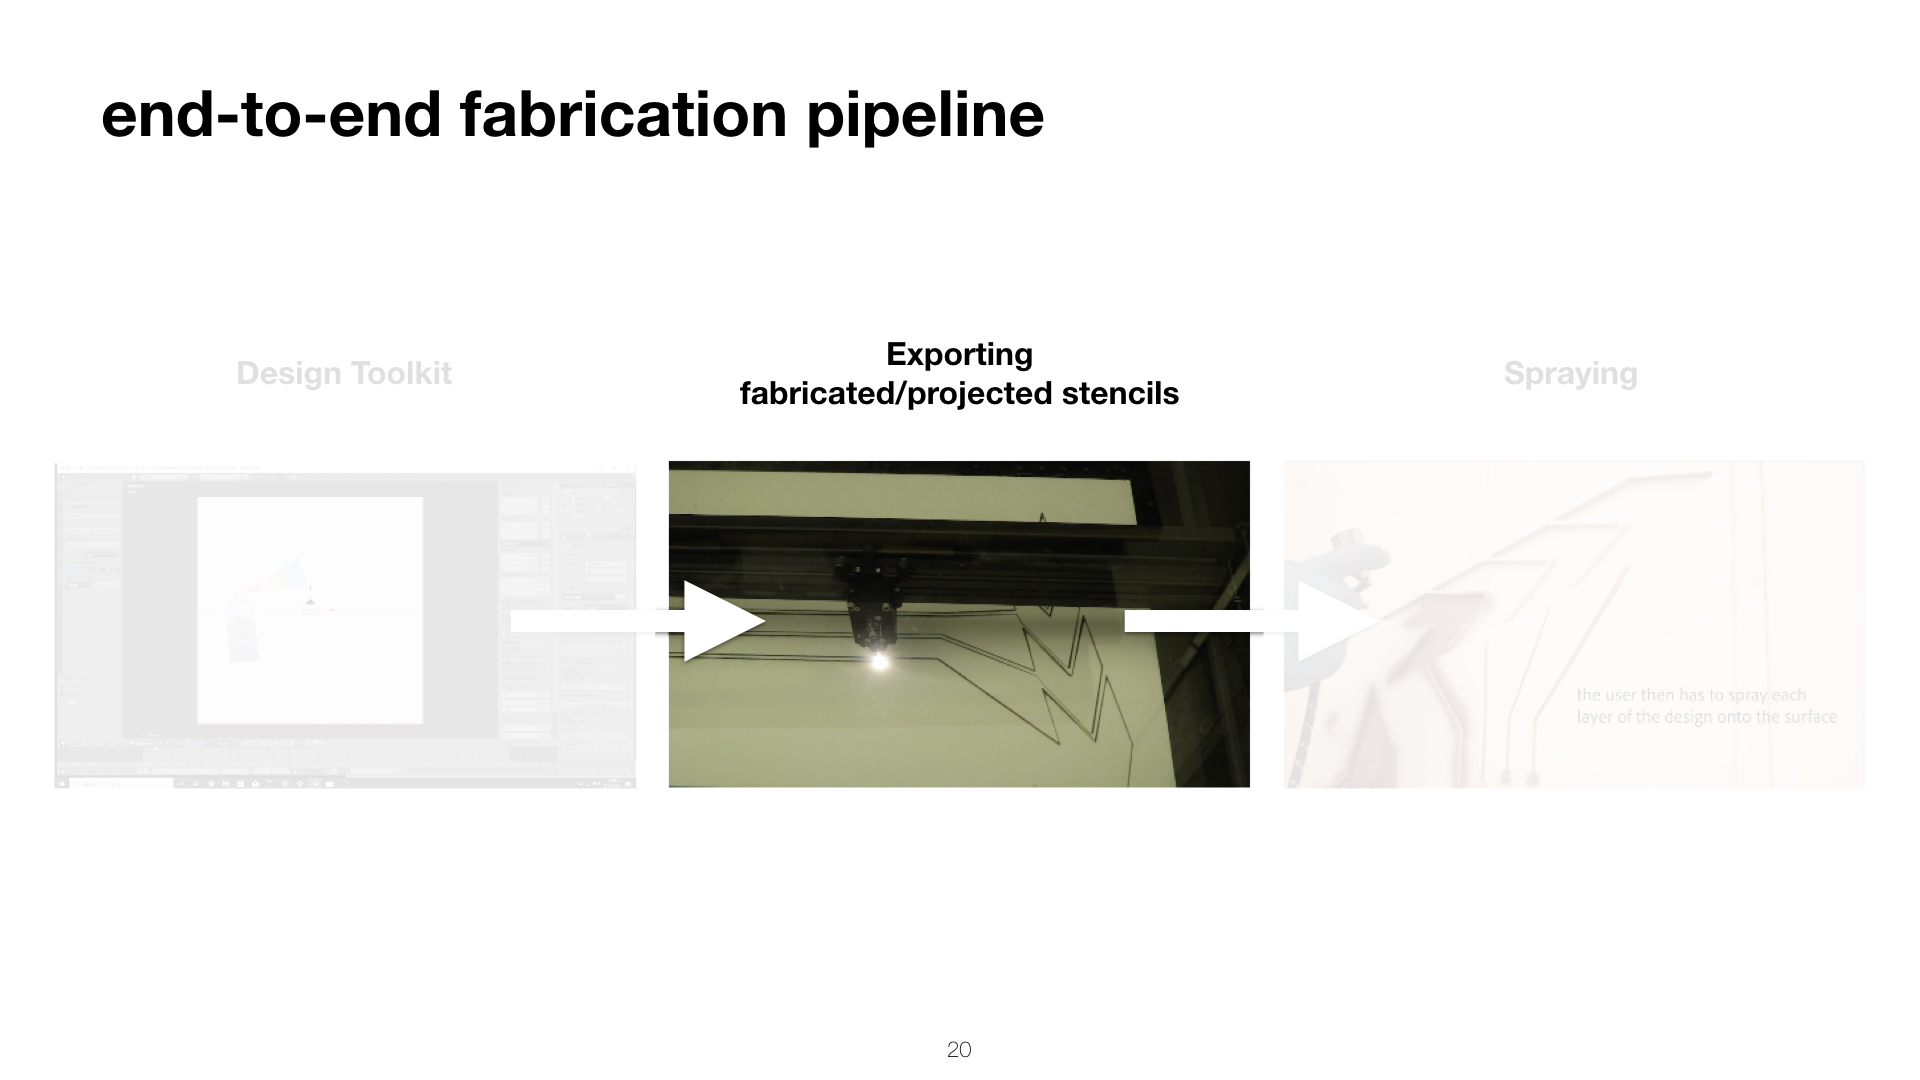 end-to-end fabrication pipeline
Design Toolkit
Exporting
fabricated/projected stencils
Spraying
the user then has to spray each
layer of the design onto the surface
20